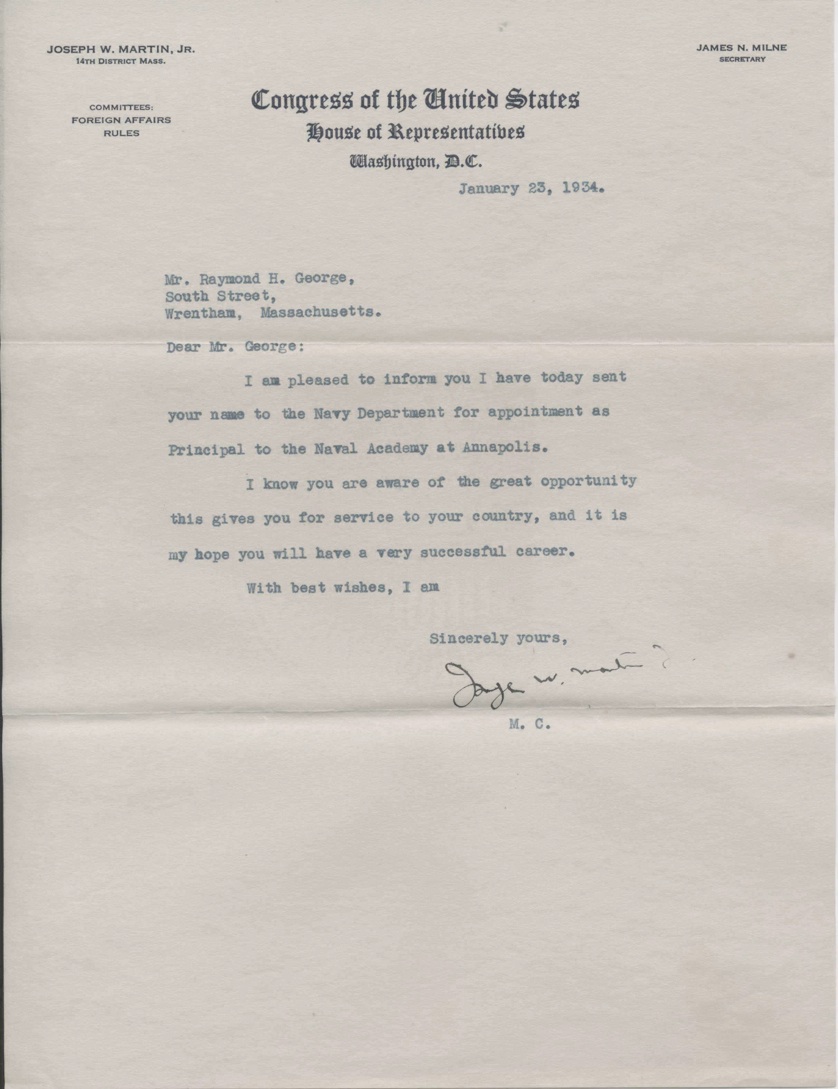 JOSEPH W. MARTIN, JR.
14TH DISTRICT MASS.
JAMES N. MILNE
SECRETARY
COMMITTEES:
FOREIGN AFFAIRS
RULES
Congress of the United States
House of Representatives
Washington, D.C.
January 23, 1934.
Mr. Raymond H. George,
South Street,
Wrentham, Massachusetts.
Dear Mr. George:
I am pleased to inform you I have today sent
your name to the Navy Department for appointment as
Principal to the Naval Academy at Annapolis.
I know you are aware of the great opportunity
this gives you for service to your country, and it is
my hope you will have a very successful career.
With best wishes, I am
Sincerely yours,
W. Martin
M. C.